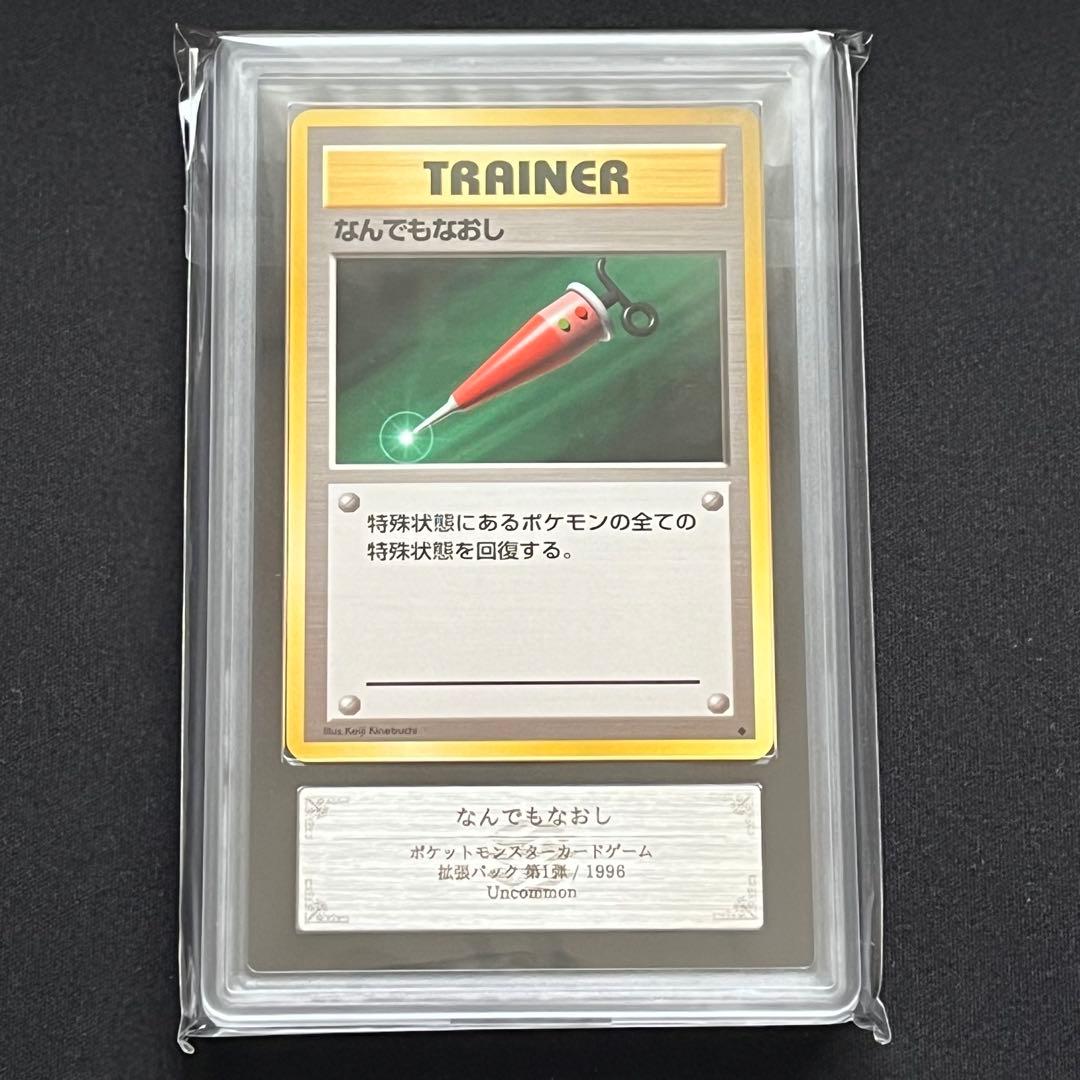 TRAINER
なんでもなおし
特殊状態にあるポケモンの全ての
特殊状態を回復する。
Illus. Keiji Kinebuchi
なんでもなおし
ポケットモンスターカードゲーム
拡張パック 第1弾 / 1996
Uncommon